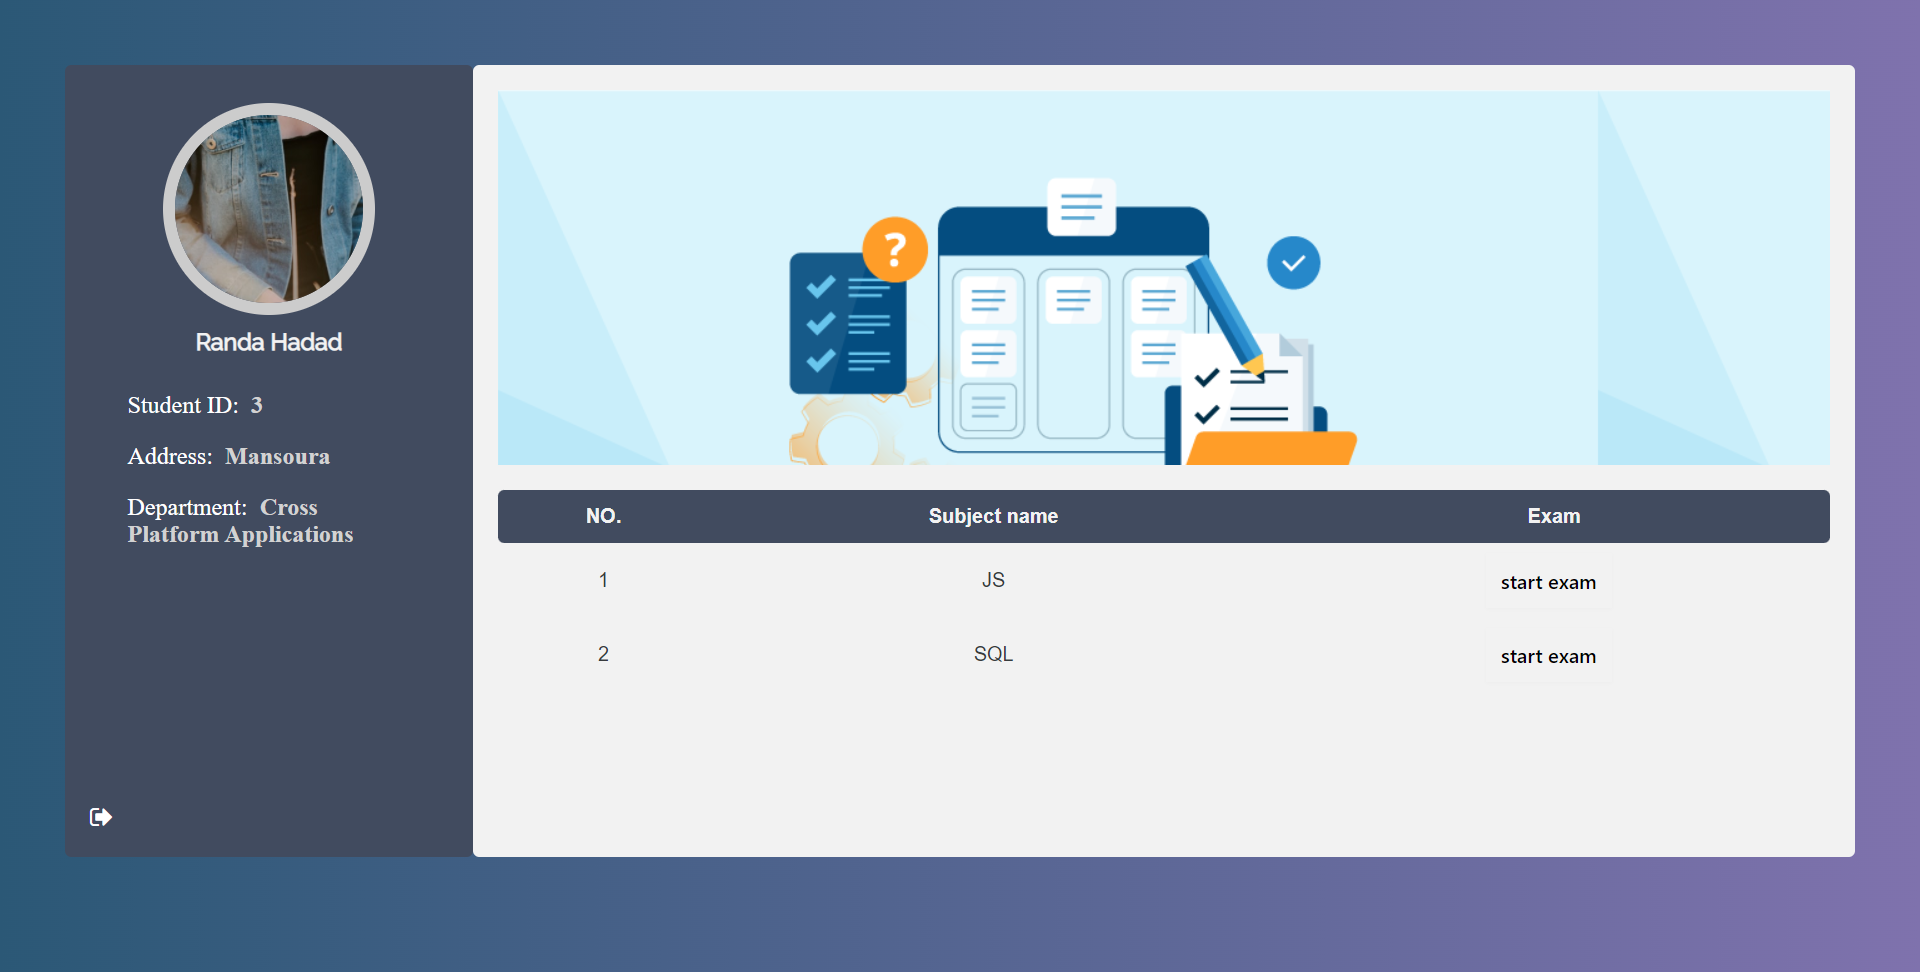 Randa Hadad
Student ID: 3
Address: Mansoura
Department: Cross
Platform Applications
?
NO. Subject name Exam
1 JS start exam
2 SQL start exam